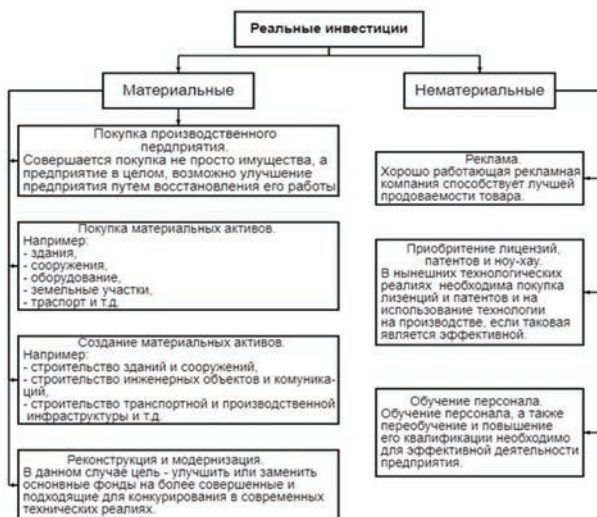 Реальные инвестиции
Материальные
Нематериальные
Покупка производственного
пердприятия.
Совершается покупка не просто имущества, а
предприятие в целом, возможно улучшение
предприятия путем восстановления его работы
Покупка материальных активов.
Например:
- здания,
- сооружения,
- оборудование,
- земельные участки,
- траспорт и т.д.
Создание материальных активов.
Например:
- строительство зданий и сооружений,
- строительство инженерных объектов и комуника-
ций,
- строительство транспортной и производственной
инфраструктуры и т.д.
Реконструкция и модернизация.
В данном случае цель - улучшить или заменить
основные фонды на более совершенные и
подходящие для конкурирования в современных
технических реалиях.
Реклама.
Хорошо работающая рекламная
компания способствует лучшей
продоваемости товара.
Приобритение лицензий,
патентов и ноу-хау.
В нынешних технологических
реалиях необходима покупка
лизензий и патентов и на
использование технологии
на производстве, если таковая
является эффективной.
Обучение персонала.
Обучение персонала, а также
переобучение и повышение
его квалификации необходимо
для эффективной деятельности
предприятия.